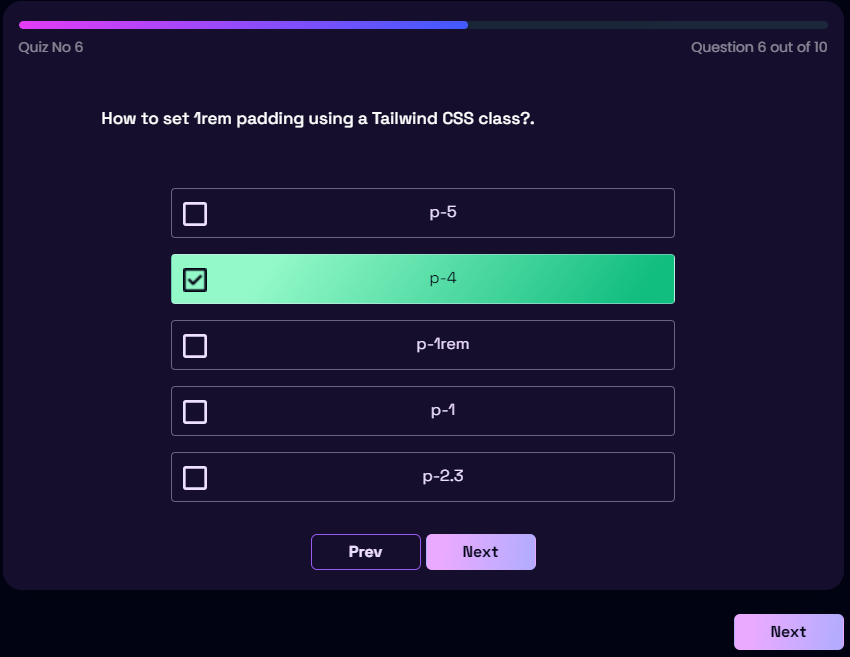 Quiz No 6
Question 6 out of 10
How to set 1rem padding using a Tailwind CSS class?.
p-5
p-4
p-1rem
p-1
p-2.3
Prev
Next
Next